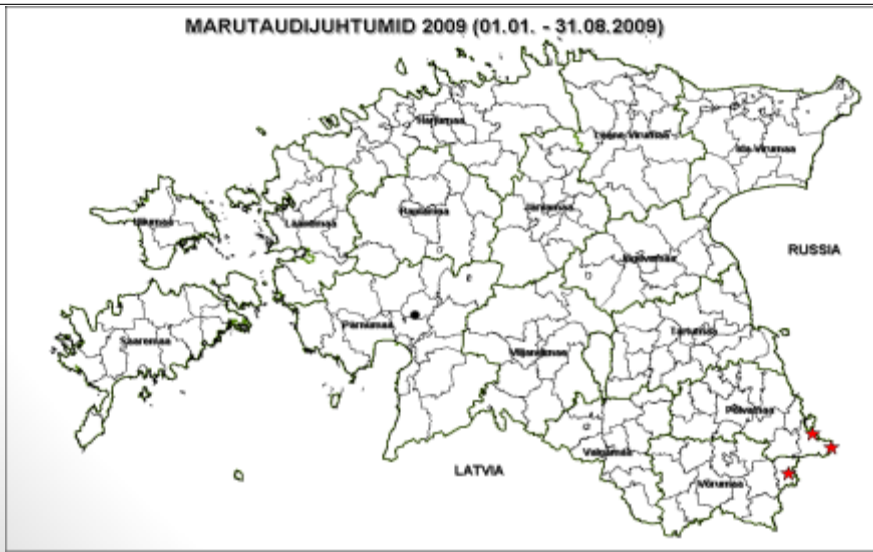 MARUTAUDIJUHTUMID 2009 (01.01. - 31.08.2009)
Harjumaa
Lääne-Virumaa
Ida-Virumaa
Hiiumaa
Läänemaa
Raplamaa
Järvamaa
RUSSIA
Jõgevamaa
Saaremaa
Pärnumaa
Viljandimaa
Tartumaa
Põlvamaa
Valgamaa
LATVIA
Võrumaa